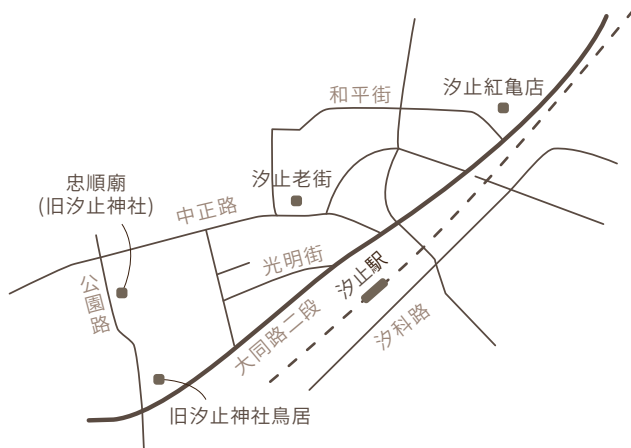 和平街
汐止紅亀店
汐止老街
忠順廟
(旧汐止神社)
中正路
光明街
公園路
汐止駅
大同路二段
汐科路
旧汐止神社鳥居